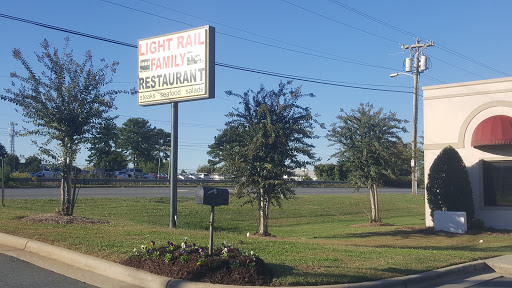 LIGHT RAIL
FAMILY
RESTAURANT
steaks seafood salads